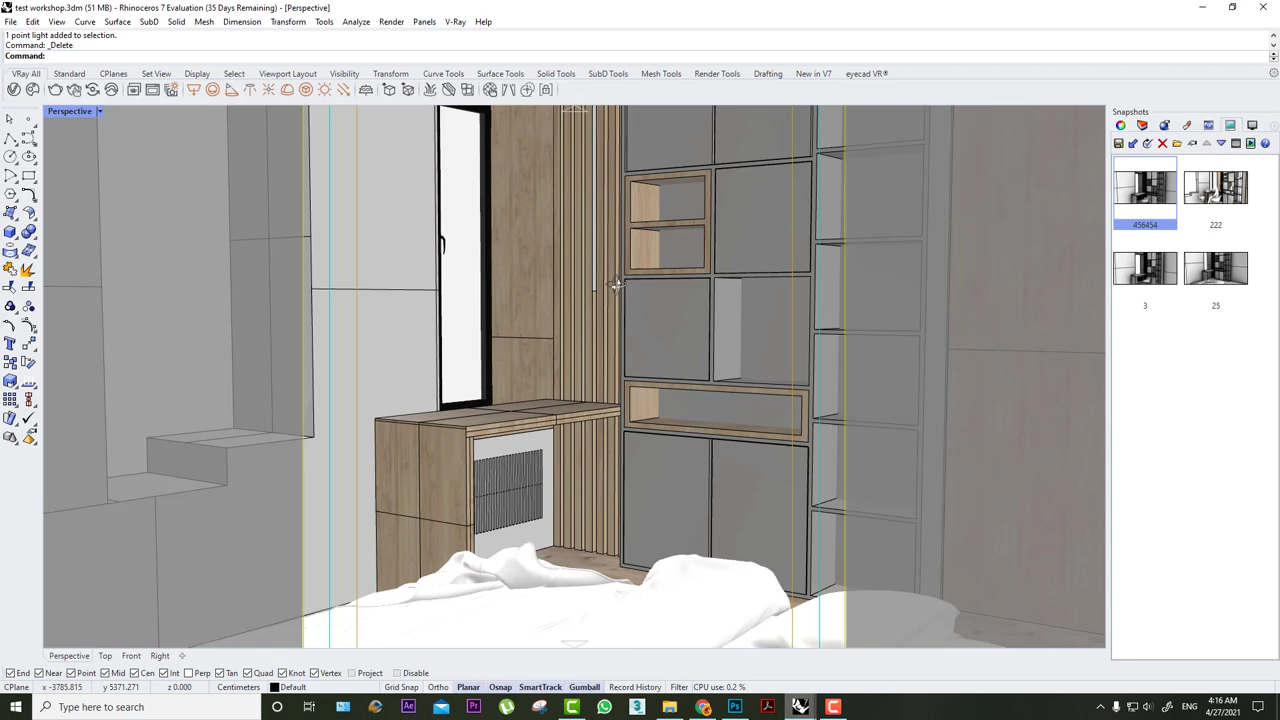 test workshop.3dm (51 MB) - Rhinoceros 7 Evaluation (35 Days Remaining) - [Perspective]
File Edit View Curve Surface SubD Solid Mesh Dimension Transform Tools Analyze Render Panels V-Ray Help
1 point light added to selection.
Command: _Delete
Command:
VRay All Standard CPlanes Set View Display Select Viewport Layout Visibility Transform Curve Tools Surface Tools Solid Tools SubD Tools Mesh Tools Render Tools Drafting New in V7 eyecad VR®
Perspective
Snapshots
456454 222
3 25
Perspective Top Front Right
End Near Point Mid Cen Int Perp Tan Quad Knot Vertex Project Disable
CPlane x -3785.815 y 5371.271 z 0.000 Centimeters Default Grid Snap Ortho Planar Osnap SmartTrack Gumball Record History Filter CPU use: 0.2 %
Type here to search
4:16 AM
4/27/2021